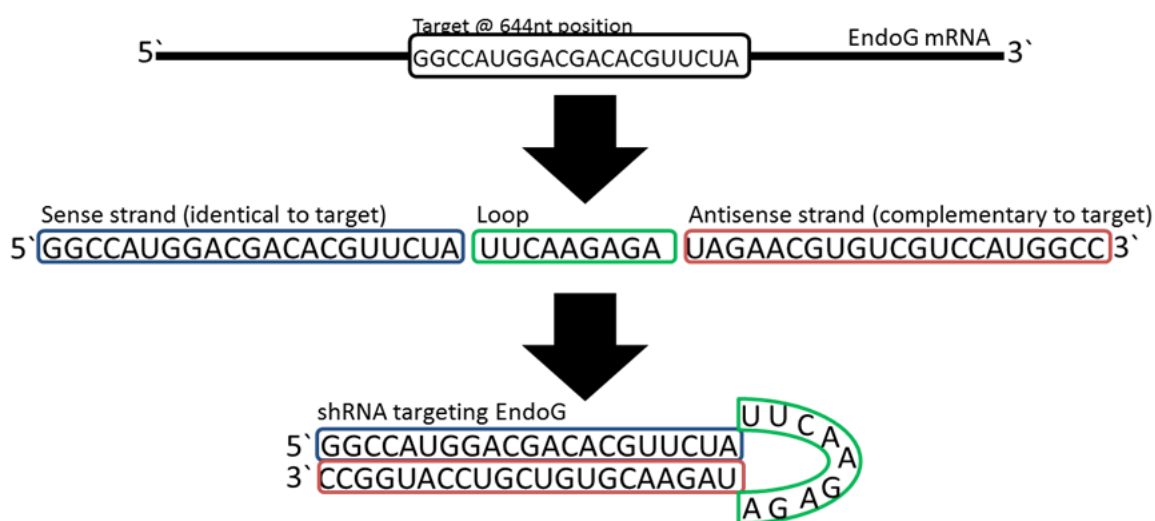 Target @ 644nt position
5` GGCCAUGGACGACACGUUCUA EndoG mRNA 3`
Sense strand (identical to target) Loop Antisense strand (complementary to target)
5` GGCCAUGGACGACACGUUCUA UUCAAGAGA UAGAACGUGUCGUCCAUGGCC 3`
shRNA targeting EndoG
5` GGCCAUGGACGACACGUUCUA
3` CCGGUACCUGCUGUGCAAGAU
UUCAAGAGA